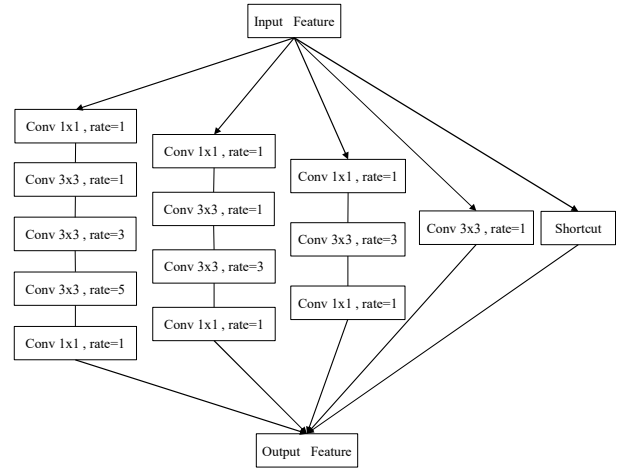 Input Feature
Conv 1x1 , rate=1
Conv 3x3 , rate=1
Conv 3x3 , rate=3
Conv 3x3 , rate=5
Conv 1x1 , rate=1
Conv 1x1 , rate=1
Conv 3x3 , rate=1
Conv 3x3 , rate=3
Conv 1x1 , rate=1
Conv 1x1 , rate=1
Conv 3x3 , rate=3
Conv 1x1 , rate=1
Conv 3x3 , rate=1
Shortcut
Output Feature